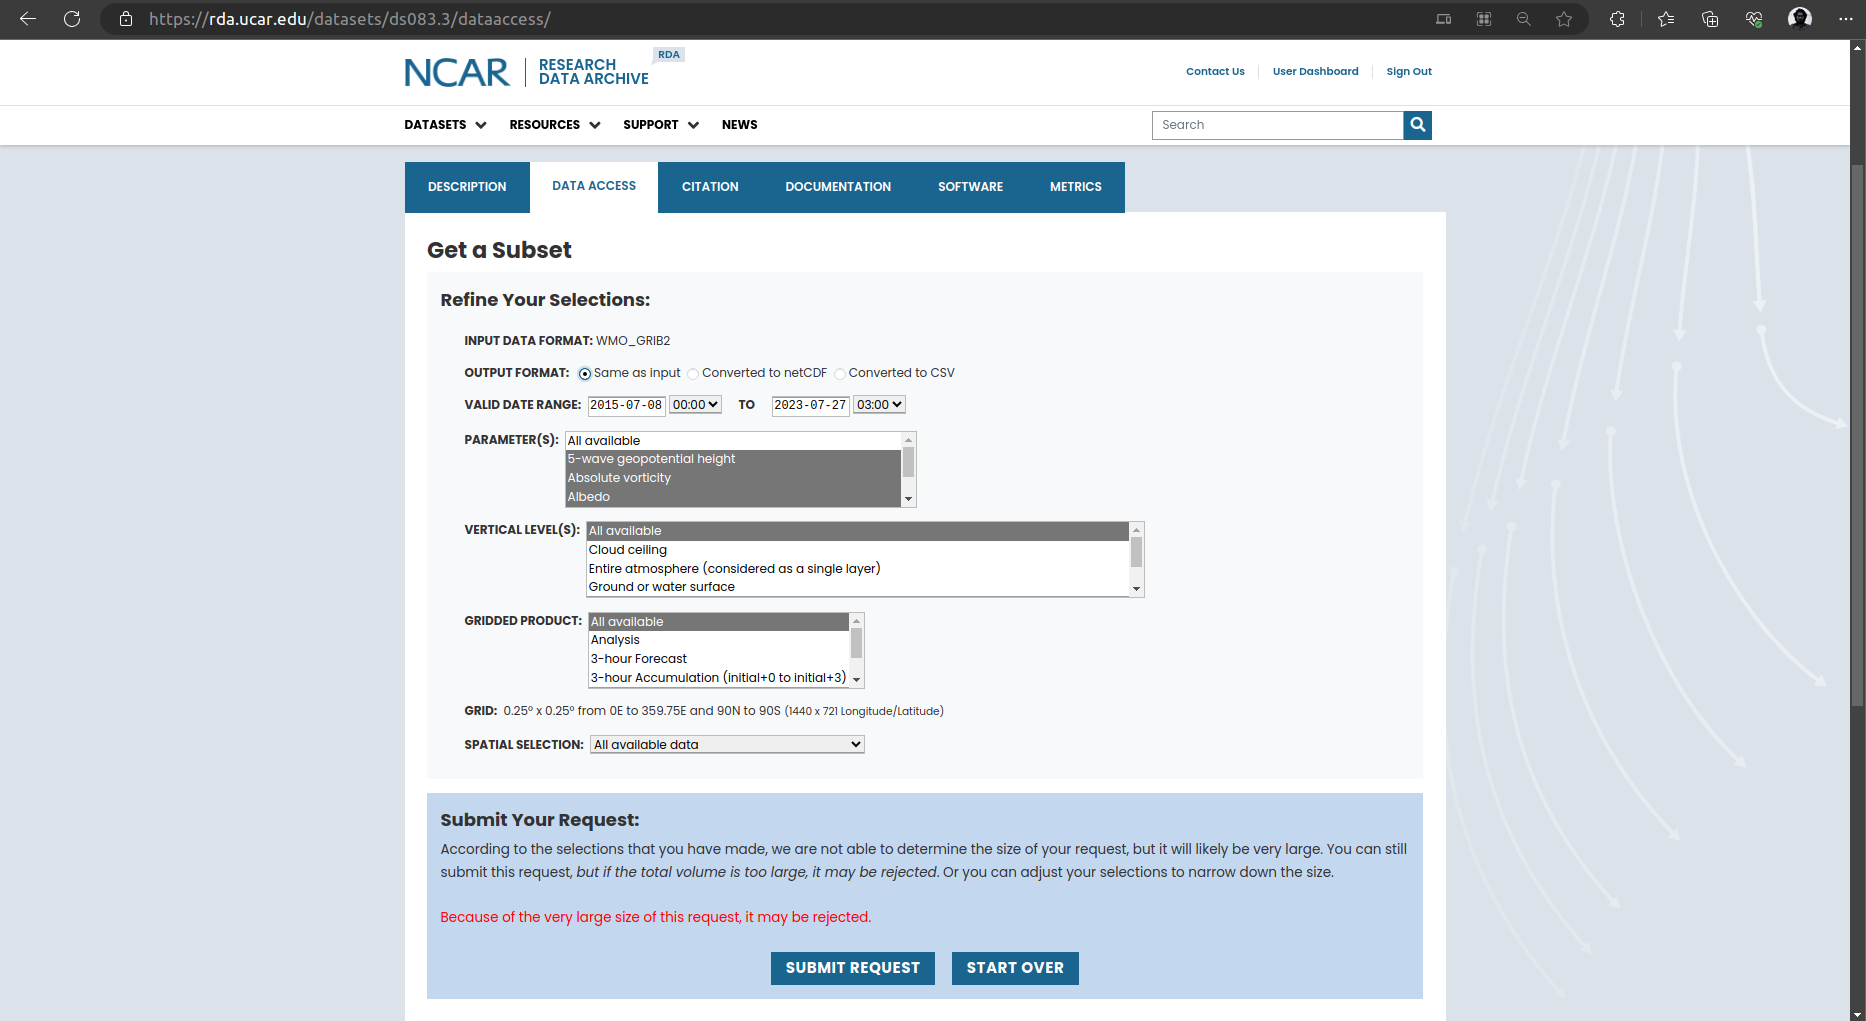 https://rda.ucar.edu/datasets/ds083.3/dataaccess/
NCAR
RESEARCH
DATA ARCHIVE
RDA
Contact Us
User Dashboard
Sign Out
DATASETS
RESOURCES
SUPPORT
NEWS
Search
DESCRIPTION
DATA ACCESS
CITATION
DOCUMENTATION
SOFTWARE
METRICS
Get a Subset
Refine Your Selections:
INPUT DATA FORMAT: WMO_GRIB2
OUTPUT FORMAT: Same as input Converted to netCDF Converted to CSV
VALID DATE RANGE: 2015-07-08 00:00 TO 2023-07-27 03:00
PARAMETER(S): All available
5-wave geopotential height
Absolute vorticity
Albedo
VERTICAL LEVEL(S): All available
Cloud ceiling
Entire atmosphere (considered as a single layer)
Ground or water surface
GRIDDED PRODUCT: All available
Analysis
3-hour Forecast
3-hour Accumulation (initial+0 to initial+3)
GRID: 0.25° x 0.25° from 0E to 359.75E and 90N to 90S (1440 x 721 Longitude/Latitude)
SPATIAL SELECTION: All available data
Submit Your Request:
According to the selections that you have made, we are not able to determine the size of your request, but it will likely be very large. You can still
submit this request, but if the total volume is too large, it may be rejected. Or you can adjust your selections to narrow down the size.
Because of the very large size of this request, it may be rejected.
SUBMIT REQUEST
START OVER